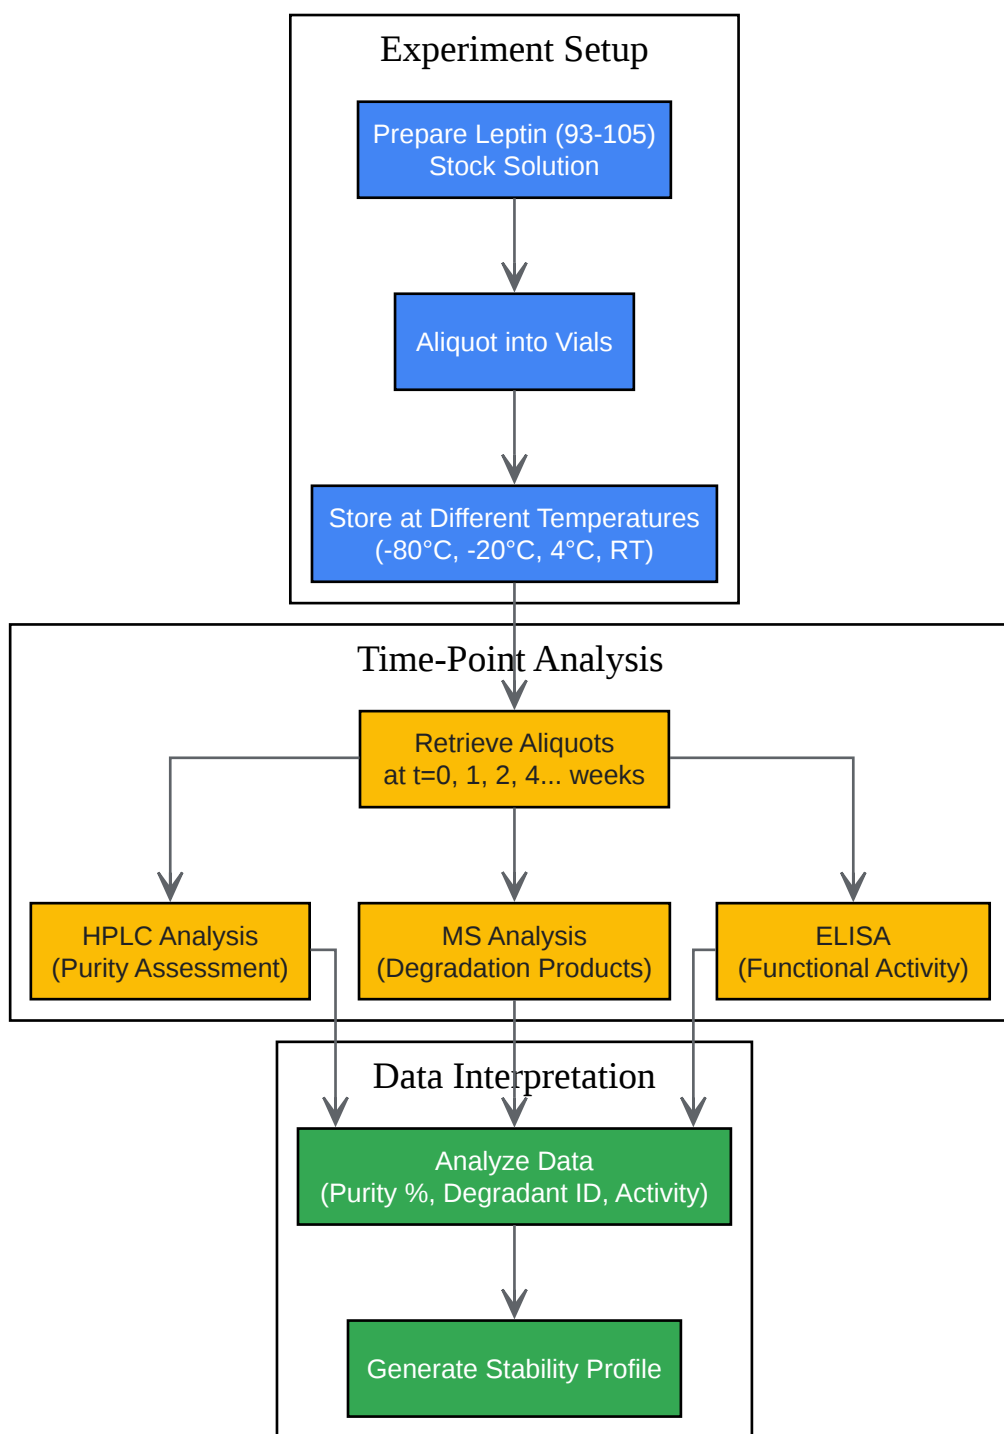 Experiment Setup
Prepare Leptin (93-105)
Stock Solution
Aliquot into Vials
Store at Different Temperatures
(-80°C, -20°C, 4°C, RT)
Time-Point Analysis
Retrieve Aliquots
at t=0, 1, 2, 4... weeks
HPLC Analysis
(Purity Assessment)
MS Analysis
(Degradation Products)
ELISA
(Functional Activity)
Data Interpretation
Analyze Data
(Purity %, Degradant ID, Activity)
Generate Stability Profile